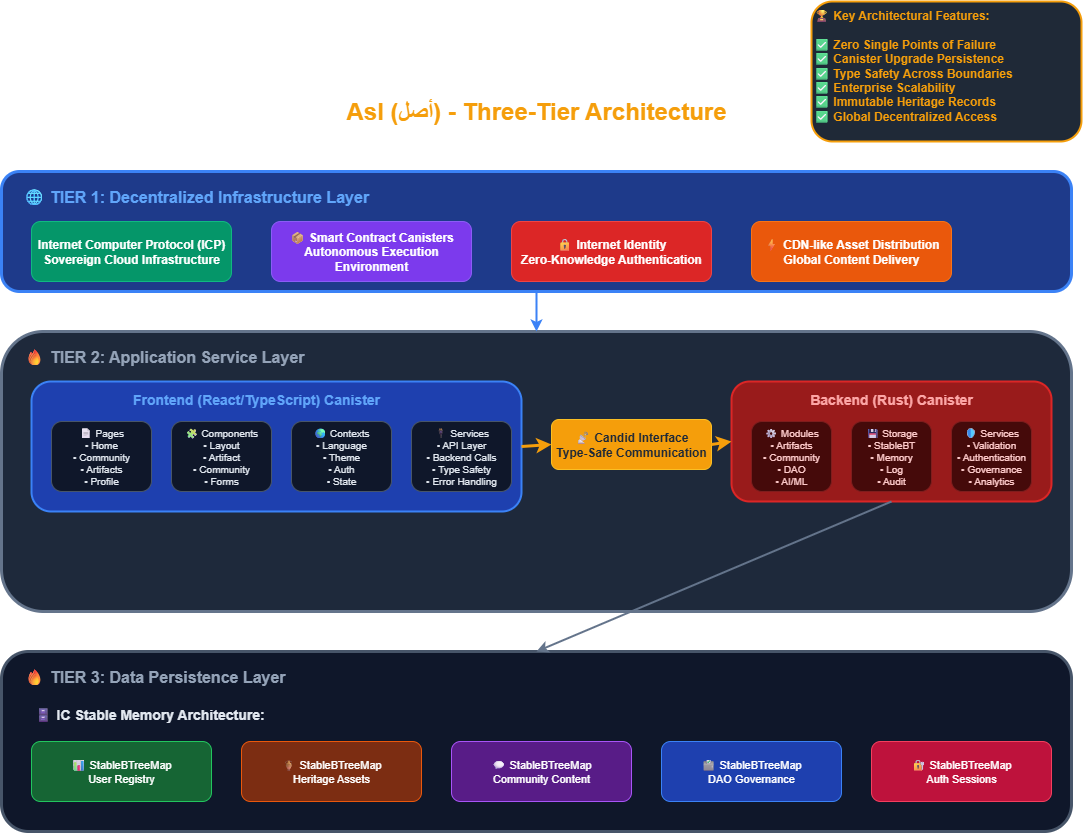 🏆 Key Architectural Features:
✅ Zero Single Points of Failure
✅ Canister Upgrade Persistence
✅ Type Safety Across Boundaries
✅ Enterprise Scalability
✅ Immutable Heritage Records
✅ Global Decentralized Access
Asl (أصل) - Three-Tier Architecture
🌐 TIER 1: Decentralized Infrastructure Layer
Internet Computer Protocol (ICP)
Sovereign Cloud Infrastructure
📦 Smart Contract Canisters
Autonomous Execution
Environment
🔒 Internet Identity
Zero-Knowledge Authentication
CDN-like Asset Distribution
Global Content Delivery
🔥 TIER 2: Application Service Layer
Frontend (React/TypeScript) Canister
📄 Pages
- Home
- Community
- Artifacts
- Profile
🧩 Components
- Layout
- Artifact
- Community
- Forms
🌍 Contexts
- Language
- Theme
- Auth
- State
Services
- API Layer
- Backend Calls
- Type Safety
- Error Handling
Candid Interface
Type-Safe Communication
Backend (Rust) Canister
⚙️ Modules
- Artifacts
- Community
- DAO
- AI/ML
💾 Storage
- StableBT
- Memory
- Log
- Audit
🛡️ Services
- Validation
- Authentication
- Governance
- Analytics
🔥 TIER 3: Data Persistence Layer
🗄️ IC Stable Memory Architecture:
📊 StableBTreeMap
User Registry
StableBTreeMap
Heritage Assets
💬 StableBTreeMap
Community Content
StableBTreeMap
DAO Governance
🔐 StableBTreeMap
Auth Sessions